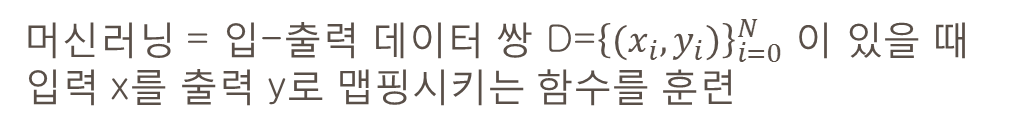 머신러닝 = 입-출력 데이터 쌍 D={(xᵢ,yᵢ)}ᵢ₌₀ᴺ 이 있을 때
입력 x를 출력 y로 맵핑시키는 함수를 훈련